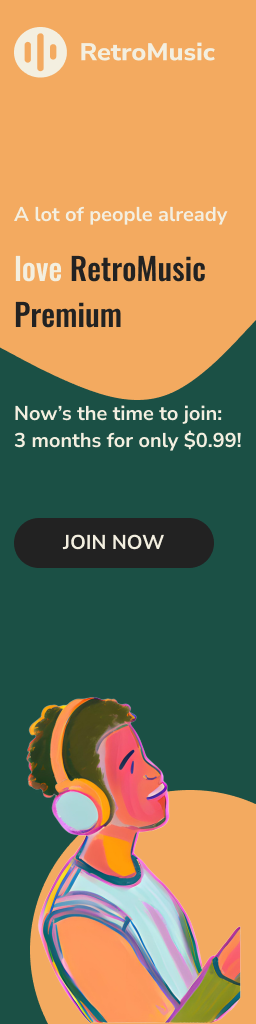 RetroMusic
A lot of people already
love RetroMusic
Premium
Now's the time to join:
3 months for only $0.99!
JOIN NOW